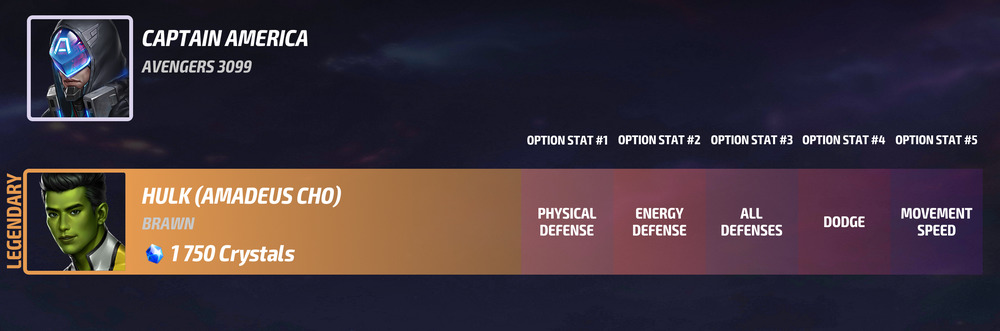 CAPTAIN AMERICA
AVENGERS 3099
OPTION STAT #1 OPTION STAT #2 OPTION STAT #3 OPTION STAT #4 OPTION STAT #5
LEGENDARY
HULK (AMADEUS CHO)
BRAWN
1 750 Crystals
PHYSICAL
DEFENSE
ENERGY
DEFENSE
ALL
DEFENSES
DODGE
MOVEMENT
SPEED